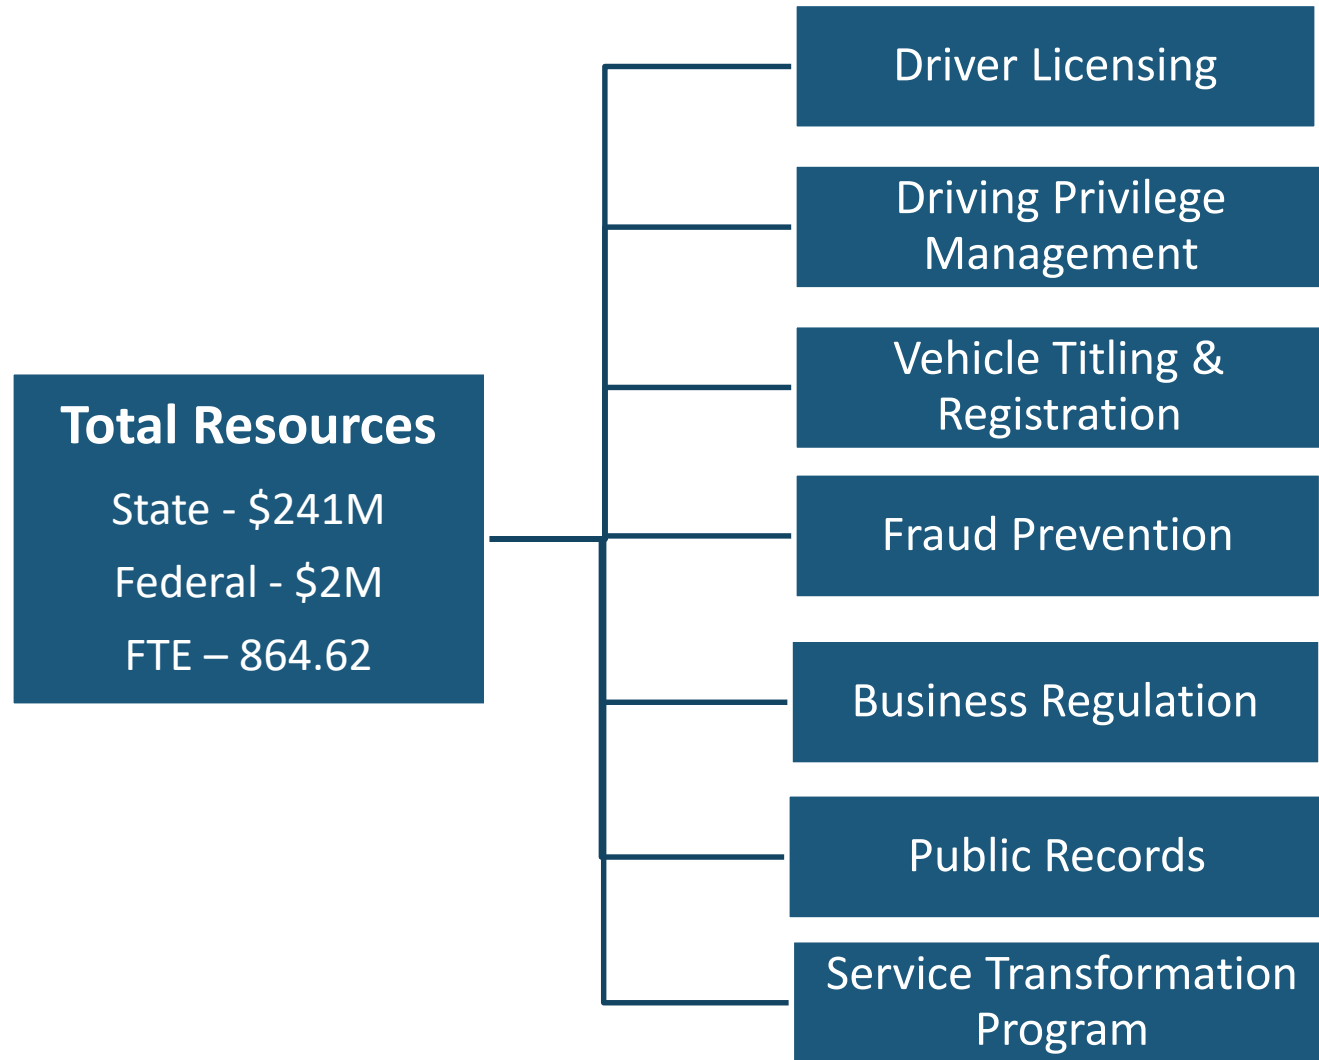 Driver Licensing
Driving Privilege
Management
Vehicle Titling &
Registration
Total Resources
State - $241M
Federal - $2M
FTE – 864.62
Fraud Prevention
Business Regulation
Public Records
Service Transformation
Program